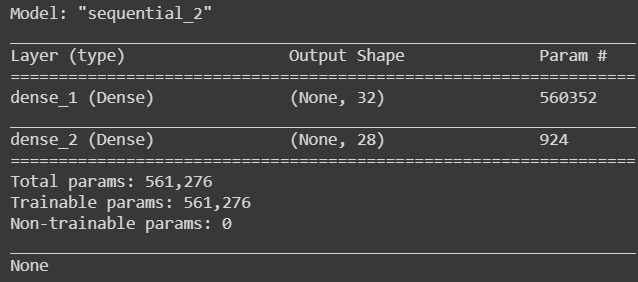 Model: "sequential_2"
Layer (type) Output Shape Param #
dense_1 (Dense) (None, 32) 560352
dense_2 (Dense) (None, 28) 924
Total params: 561,276
Trainable params: 561,276
Non-trainable params: 0
None